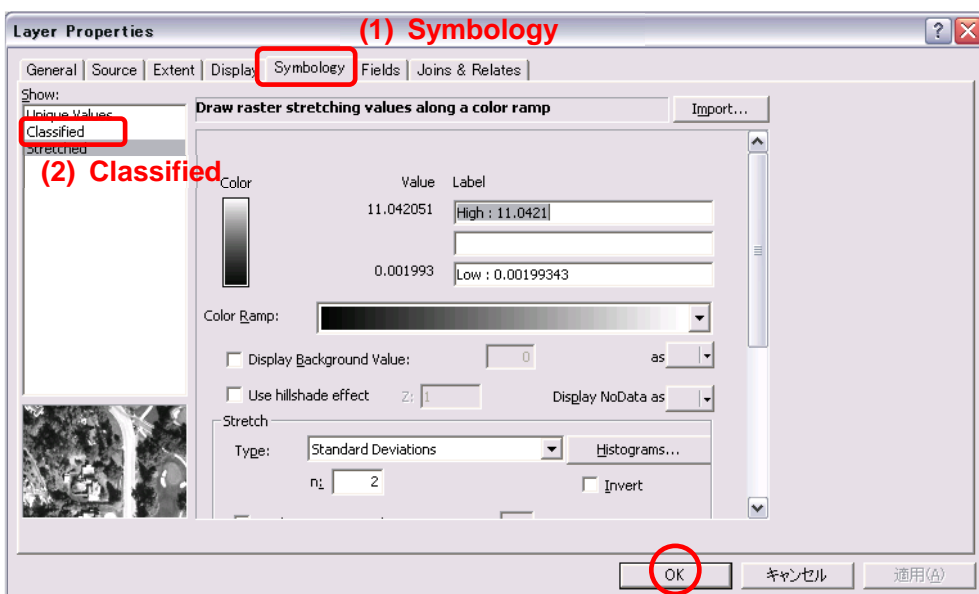 Layer Properties
(1) Symbology
General
Source
Extent
Display
Symbology
Fields
Joins & Relates
Show:
Unique Values
Classified
Stretched
(2) Classified
Draw raster stretching values along a color ramp
Import...
Color
Value
Label
11.042051
High : 11.0421
0.001993
Low : 0.00199343
Color Ramp:
Display Background Value:
0
as
Use hillshade effect
Z:
1
Display NoData as
Stretch
Type:
Standard Deviations
Histograms...
n:
2
Invert
OK
キャンセル
適用(A)